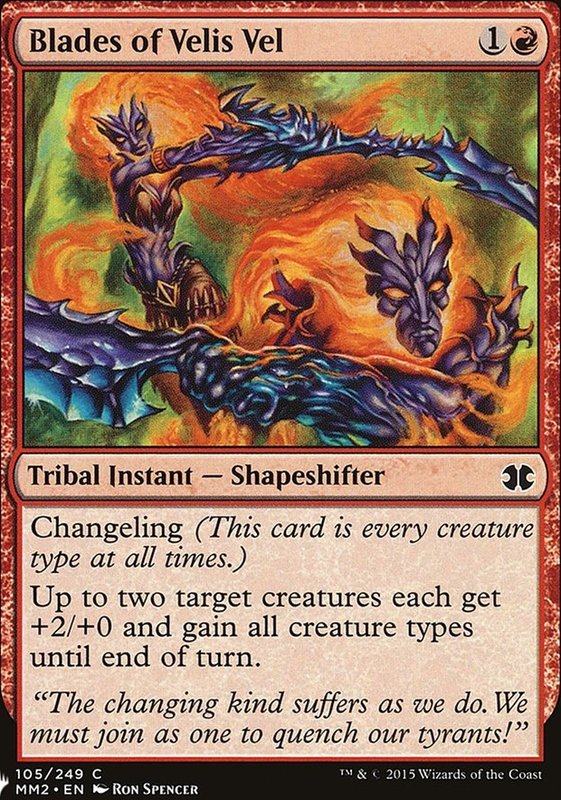 Blades of Velis Vel 1
Tribal Instant — Shapeshifter
Changeling (This card is every creature
type at all times.)
Up to two target creatures each get
+2/+0 and gain all creature types
until end of turn.
“The changing kind suffers as we do. We
must join as one to quench our tyrants!”
105/249 C
MM2 • EN Ron Spencer
™ & © 2015 Wizards of the Coast